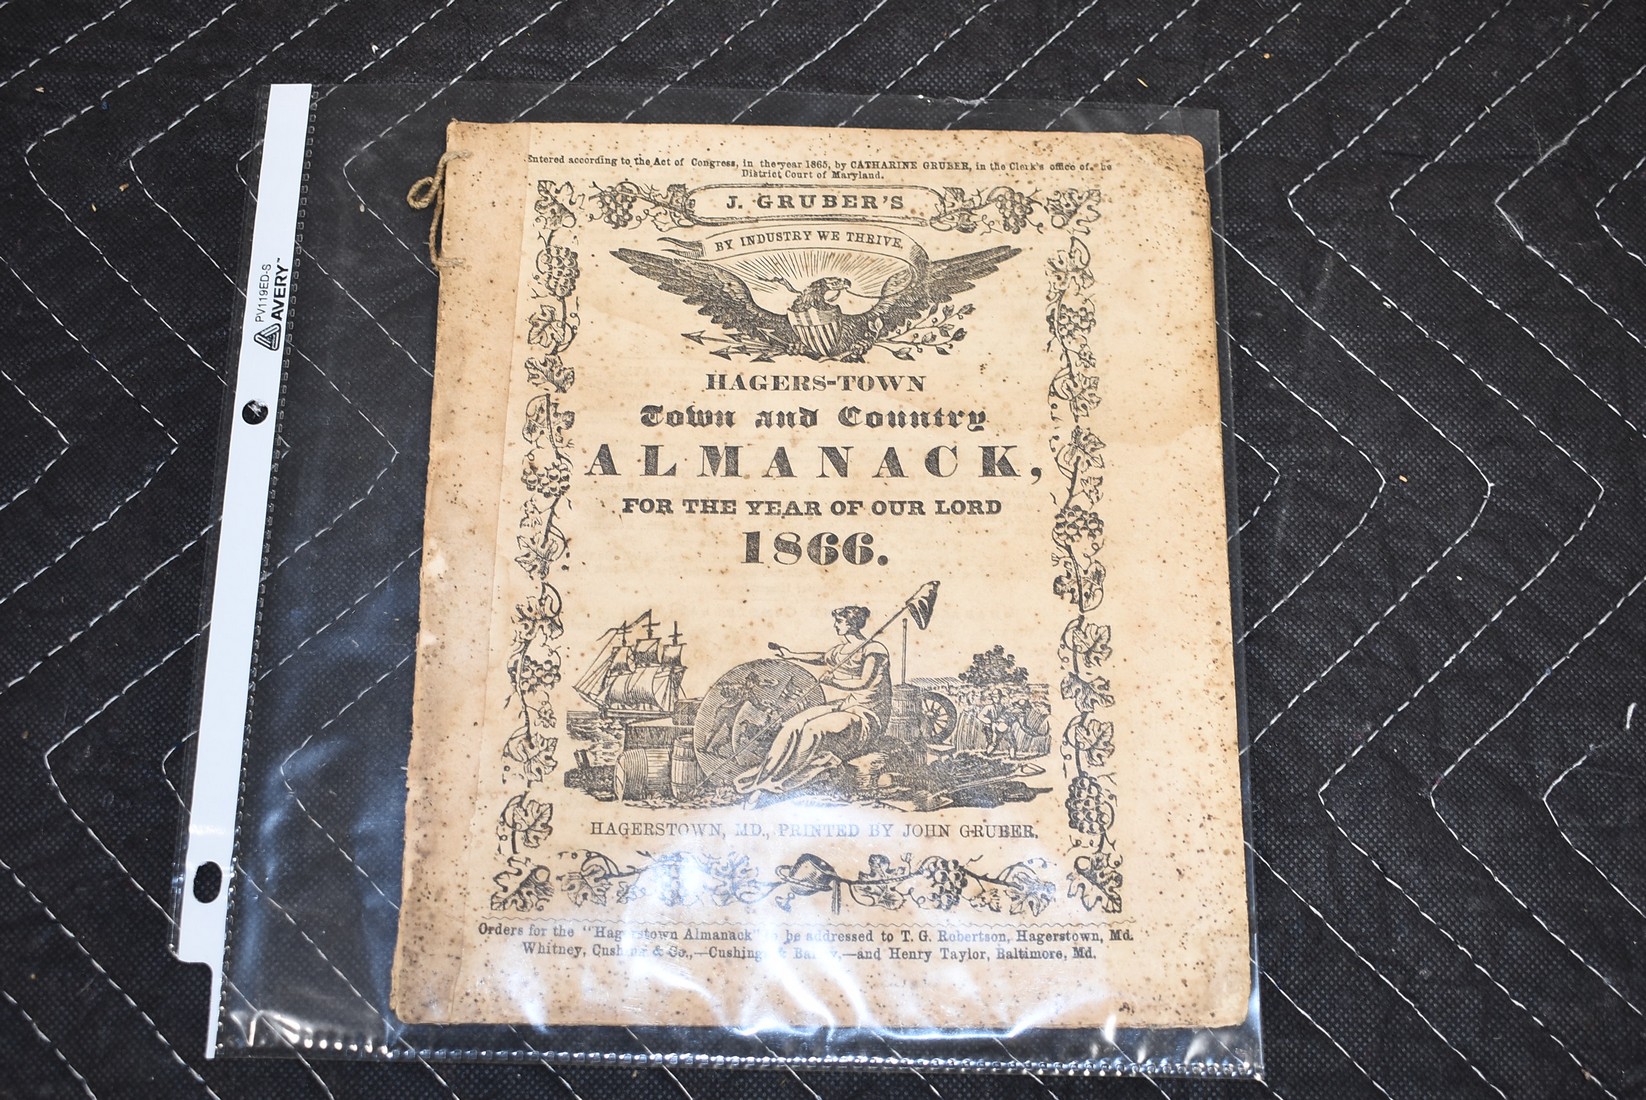 Entered according to the Act of Congress, in the year 1865, by CATHARINE GRUBER, in the Clerk's office of
District Court of Maryland.
J. GRUBER'S
BY INDUSTRY WE THRIVE,
HAGERS-TOWN
Town and Country
ALMANACK,
FOR THE YEAR OF OUR LORD
1866.
HAGERSTOWN, MD., PRINTED BY JOHN GRUBER.
Orders for the "Hagerstown Almanack" be addressed to T. G. Robertson, Hagerstown, Md.
Whitney, Cushing & Co.,—Cushings & —and Henry Taylor, Baltimore, Md.
PV119ED-S
AVERY™